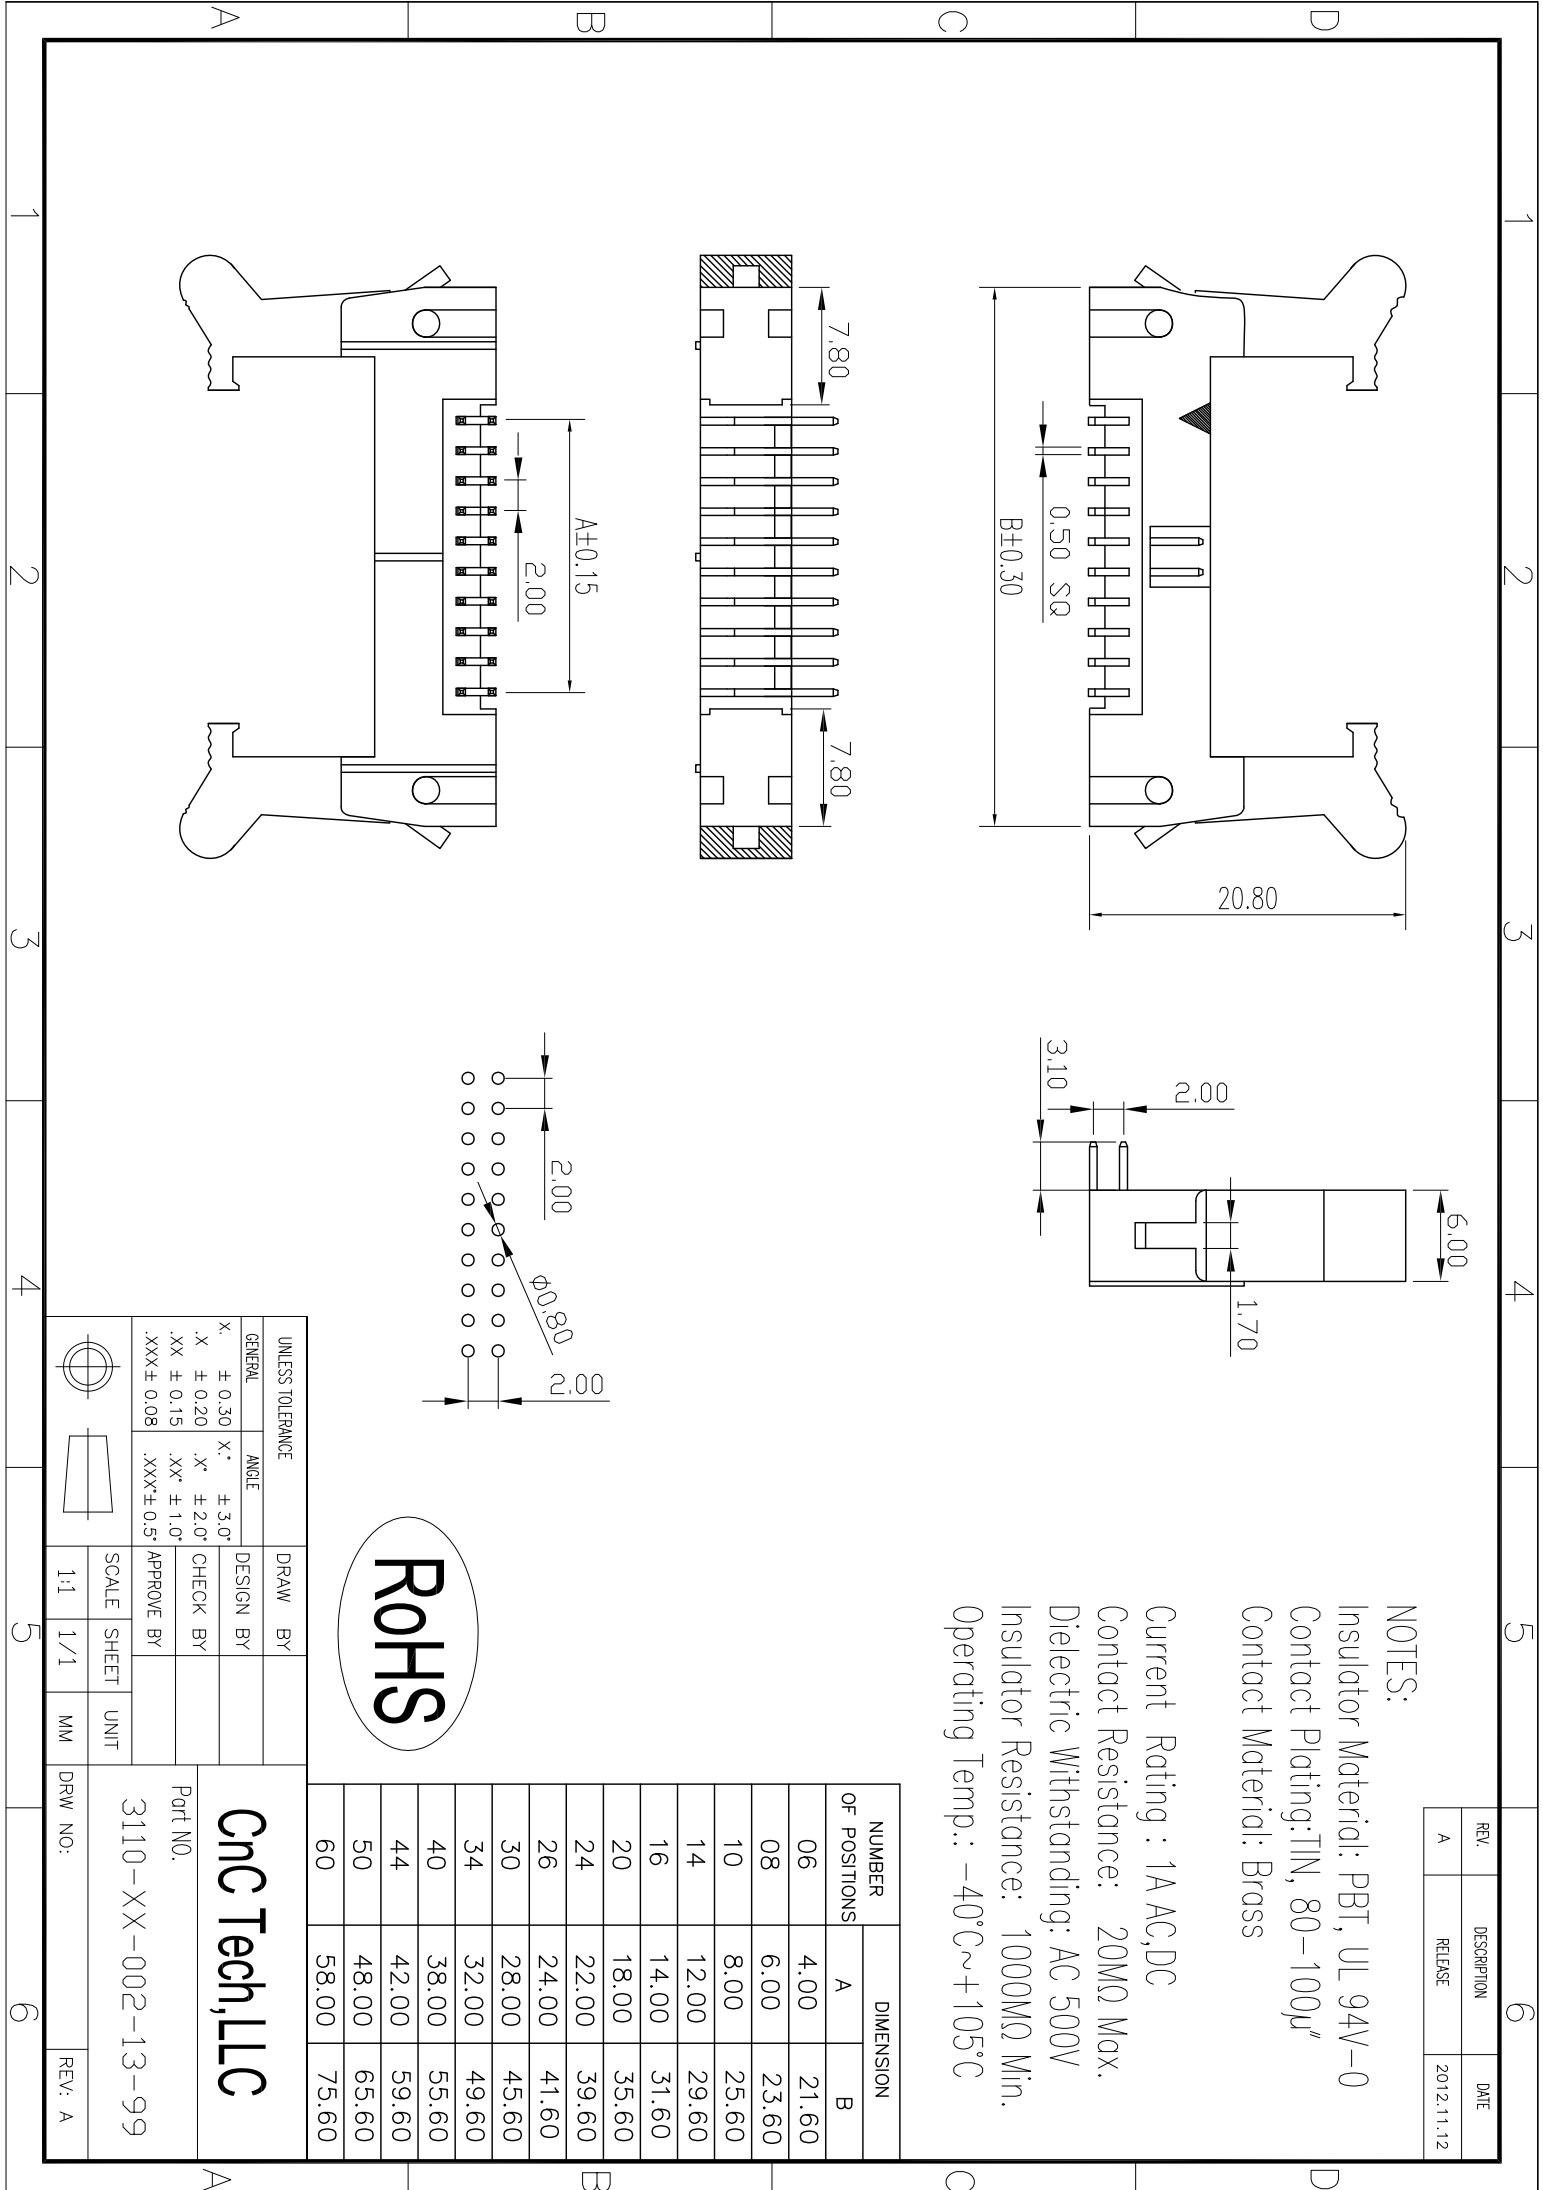 1
2
3
4
5
6
D
C
B
A
REV.
DESCRIPTION
DATE
A
RELEASE
2012.11.12
NOTES:
Insulator Material: PBT, UL 94V-0
Contact Plating:TIN, 80-100µ"
Contact Material: Brass
Current Rating : 1A AC,DC
Contact Resistance: 20MΩ Max.
Dielectric Withstanding: AC 500V
Insulator Resistance: 1000MΩ Min.
Operating Temp.: -40°C~+105°C
20.80
B±0.30
0.50 SQ
6.00
1.70
2.00
3.10
7.80
7.80
A±0.15
2.00
2.00
Ø0.80
2.00
NUMBER OF POSITIONS
DIMENSION
A B
06 4.00 21.60
08 6.00 23.60
10 8.00 25.60
14 12.00 29.60
16 14.00 31.60
20 18.00 35.60
24 22.00 39.60
26 24.00 41.60
30 28.00 45.60
34 32.00 49.60
40 38.00 55.60
44 42.00 59.60
50 48.00 65.60
60 58.00 75.60
RoHS
UNLESS TOLERANCE
GENERAL ANGLE
X. ± 0.30 X.° ± 3.0°
.X ± 0.20 .X° ± 2.0°
.XX ± 0.15 .XX° ± 1.0°
.XXX± 0.08 .XXX°± 0.5°
DRAW BY
DESIGN BY
CHECK BY
APPROVE BY
SCALE SHEET UNIT
1:1 1/1 MM
CnC Tech,LLC
Part NO.
3110-XX-002-13-99
DRW NO:
REV: A
1
2
3
4
5
6
D
C
B
A